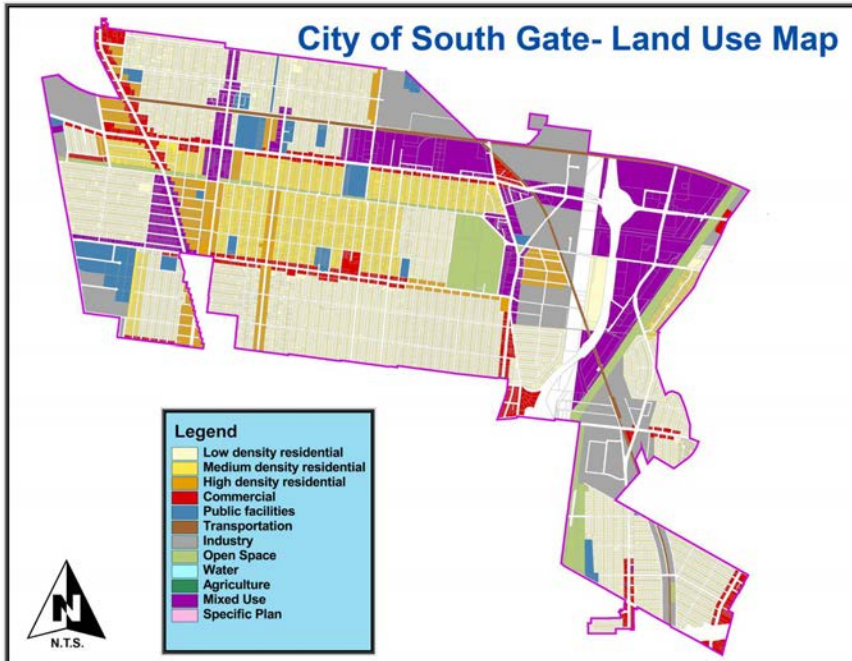 City of South Gate- Land Use Map
Legend
Low density residential
Medium density residential
High density residential
Commercial
Public facilities
Transportation
Industry
Open Space
Water
Agriculture
Mixed Use
Specific Plan
N
N.T.S.